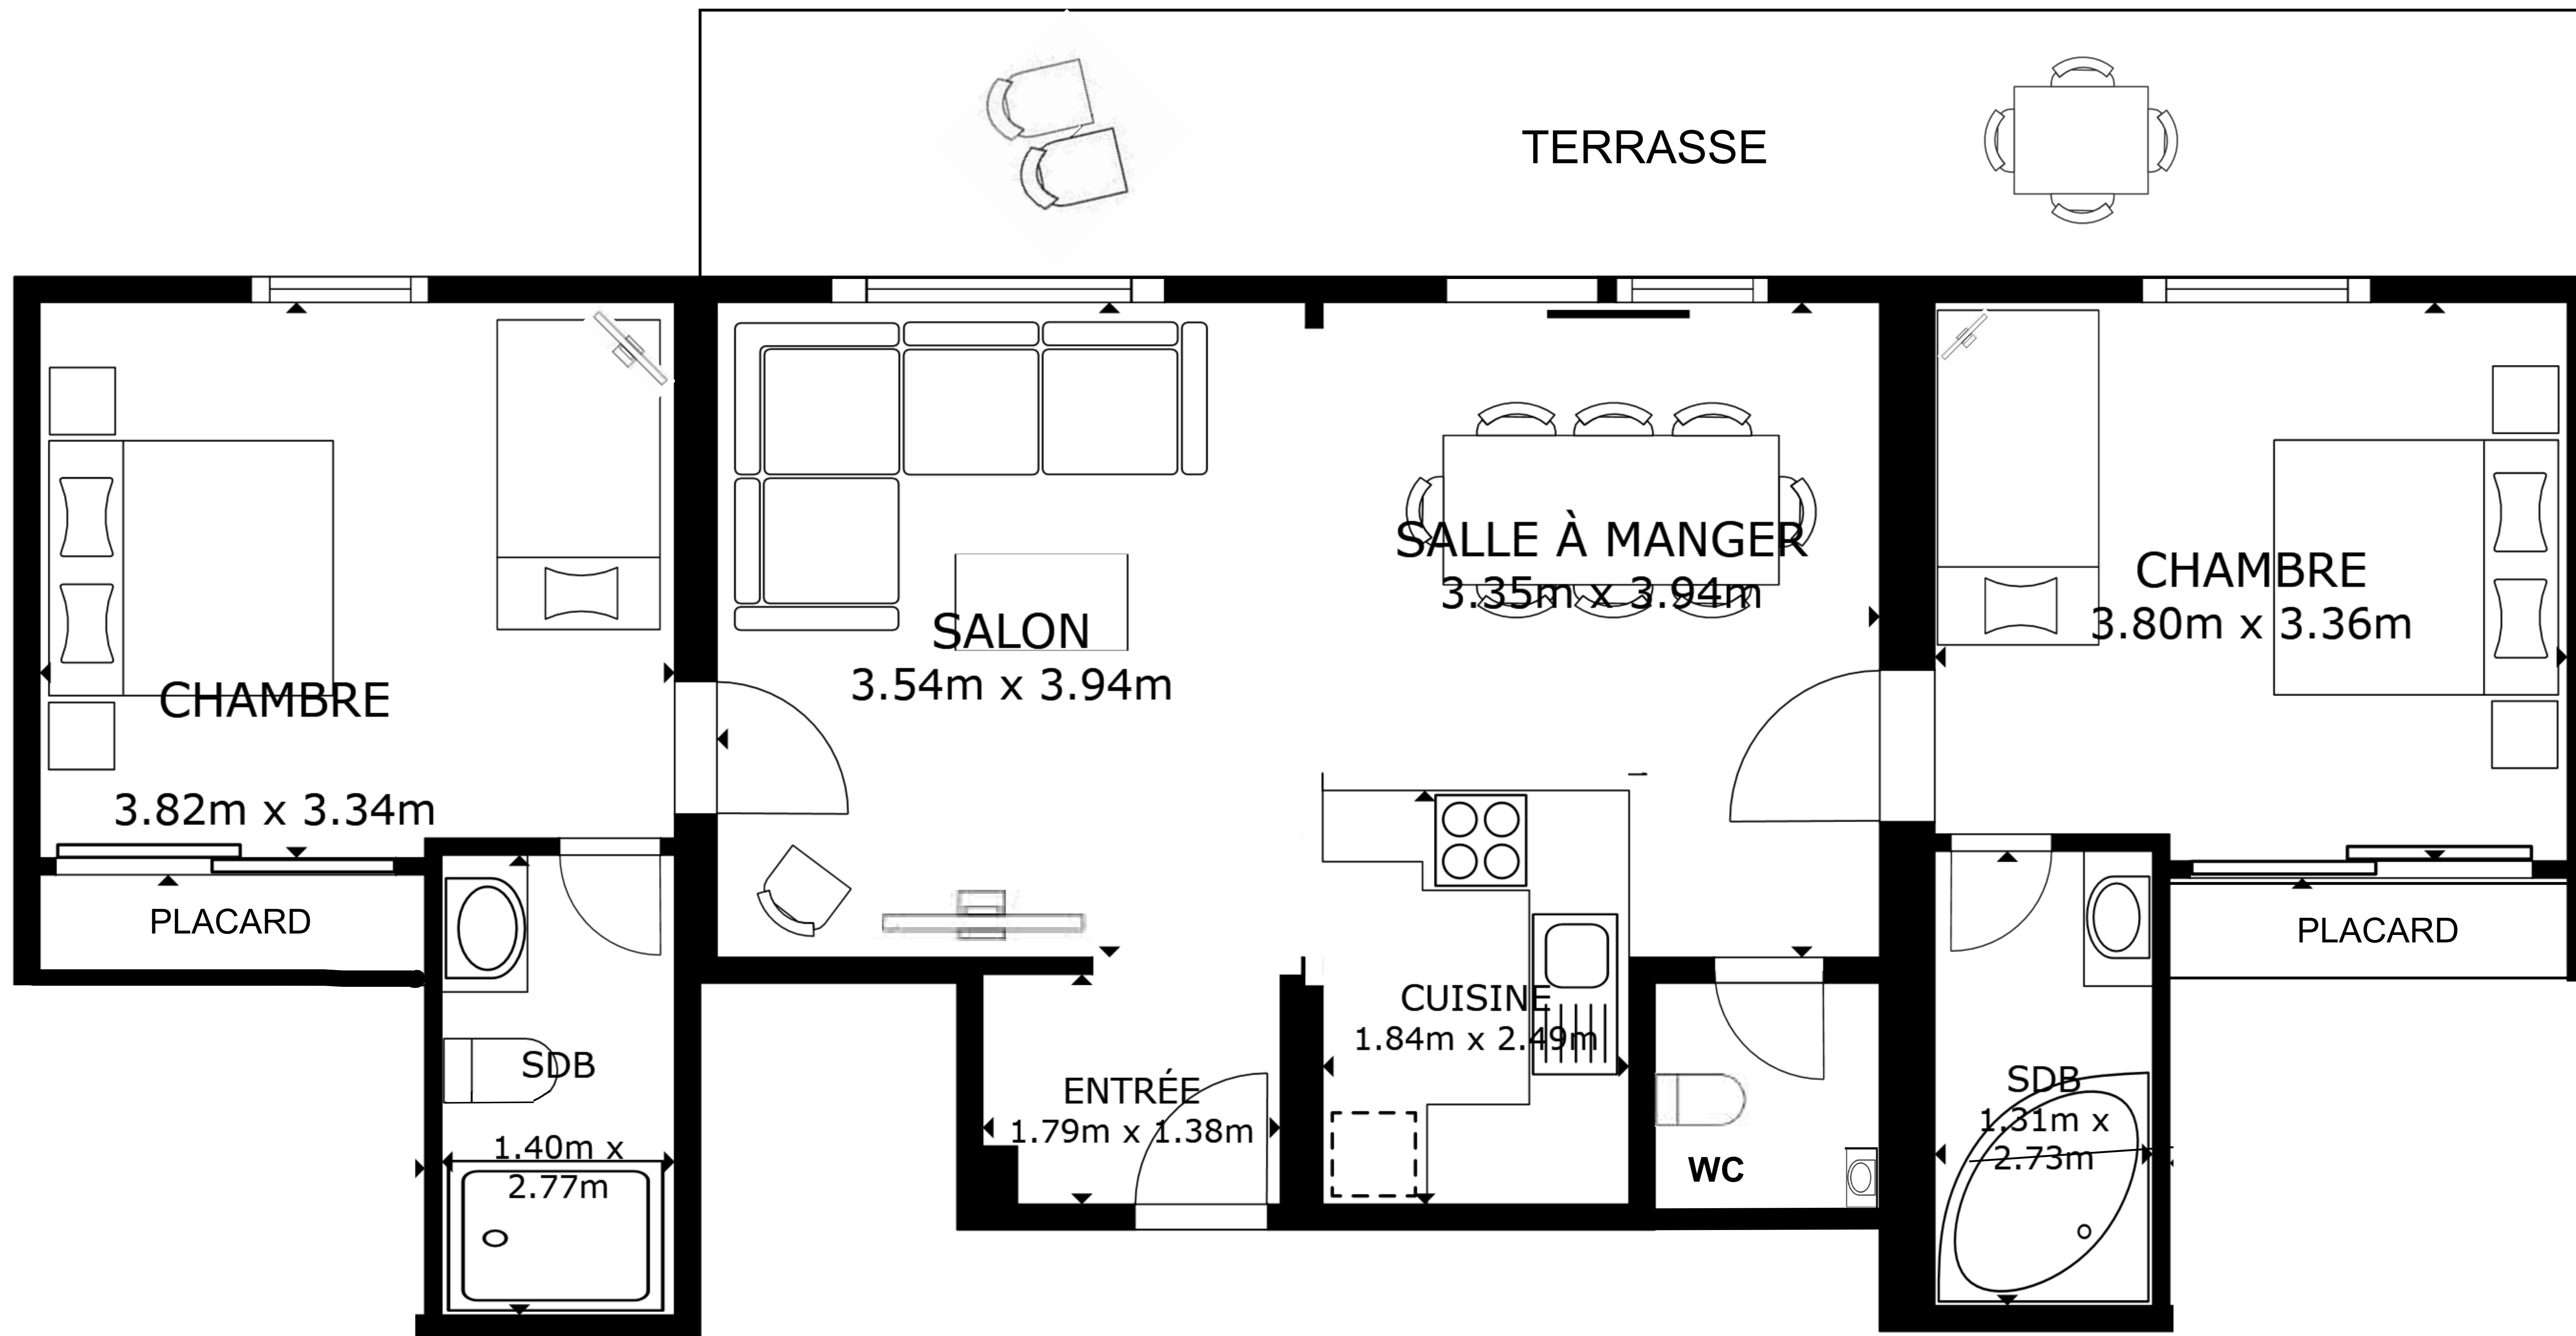 TERRASSE
SALLE À MANGER
3.35m x 3.94m
CHAMBRE
3.80m x 3.36m
SALON
3.54m x 3.94m
CHAMBRE
3.82m x 3.34m
PLACARD
PLACARD
CUISINE
1.84m x 2.49m
SDB
1.40m x
2.77m
ENTRÉE
1.79m x 1.38m
WC
SDB
1.31m x
2.73m